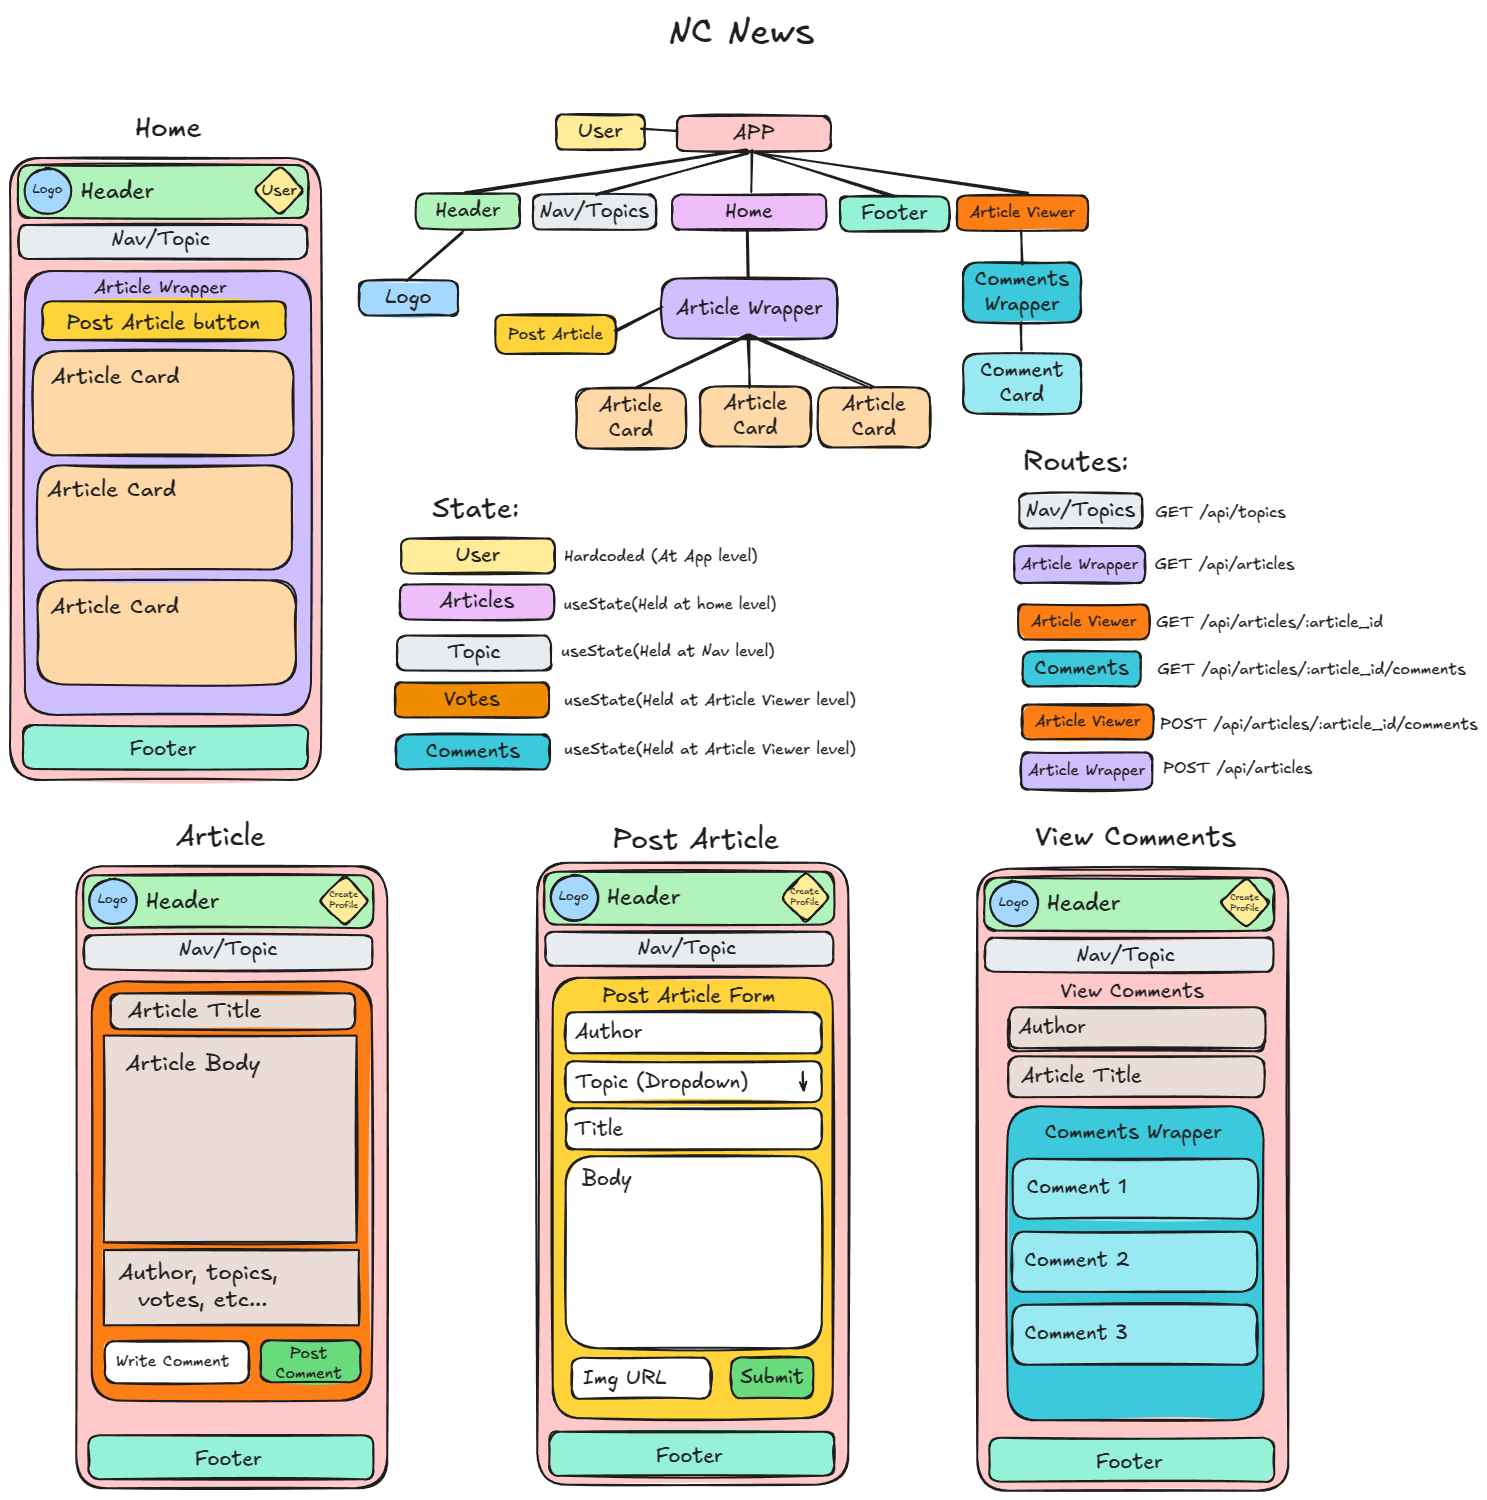 NC News
Home
Logo
Header
User
Nav/Topic
Article Wrapper
Post Article button
Article Card
Article Card
Article Card
Footer
User
APP
Header
Nav/Topics
Home
Footer
Article Viewer
Logo
Post Article
Article Wrapper
Comments
Wrapper
Article
Card
Article
Card
Article
Card
Comment
Card
State:
User
Hardcoded (At App level)
Articles
useState(Held at home level)
Topic
useState(Held at Nav level)
Votes
useState(Held at Article Viewer level)
Comments
useState(Held at Article Viewer level)
Routes:
Nav/Topics
GET /api/topics
Article Wrapper
GET /api/articles
Article Viewer
GET /api/articles/:article_id
Comments
GET /api/articles/:article_id/comments
Article Viewer
POST /api/articles/:article_id/comments
Article Wrapper
POST /api/articles
Article
Logo
Header
Create
Profile
Nav/Topic
Article Title
Article Body
Author, topics,
votes, etc...
Write Comment
Post
Comment
Footer
Post Article
Logo
Header
Create
Profile
Nav/Topic
Post Article Form
Author
Topic (Dropdown)
Title
Body
Img URL
Submit
Footer
View Comments
Logo
Header
Create
Profile
Nav/Topic
View Comments
Author
Article Title
Comments Wrapper
Comment 1
Comment 2
Comment 3
Footer